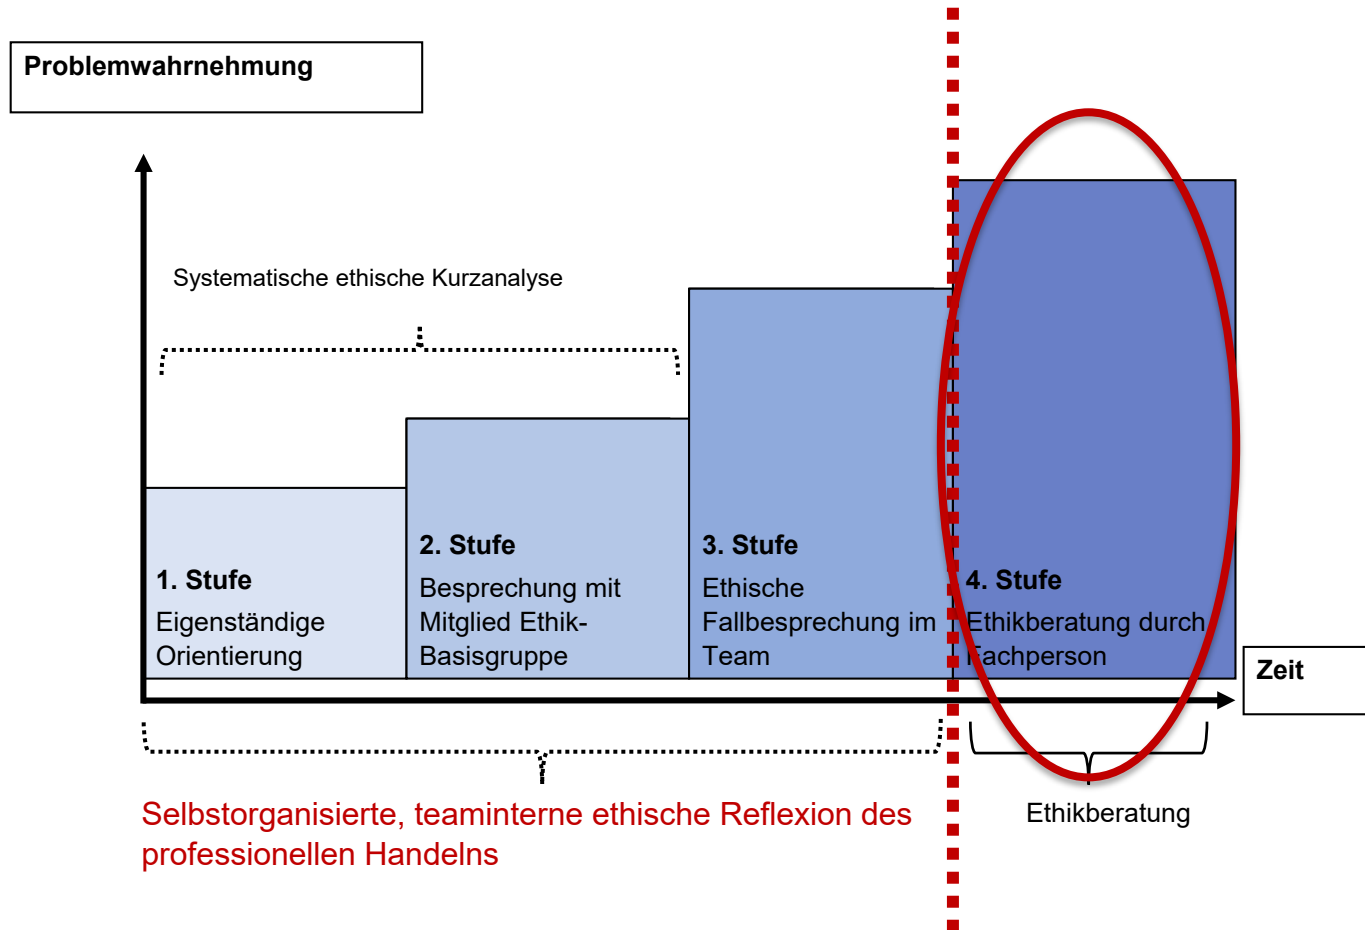 Problemwahrnehmung
Systematische ethische Kurzanalyse
1. Stufe
Eigenständige
Orientierung
2. Stufe
Besprechung mit
Mitglied Ethik-
Basisgruppe
3. Stufe
Ethische
Fallbesprechung im
Team
4. Stufe
Ethikberatung durch
Fachperson
Zeit
Selbstorganisierte, teaminterne ethische Reflexion des
professionellen Handelns
Ethikberatung